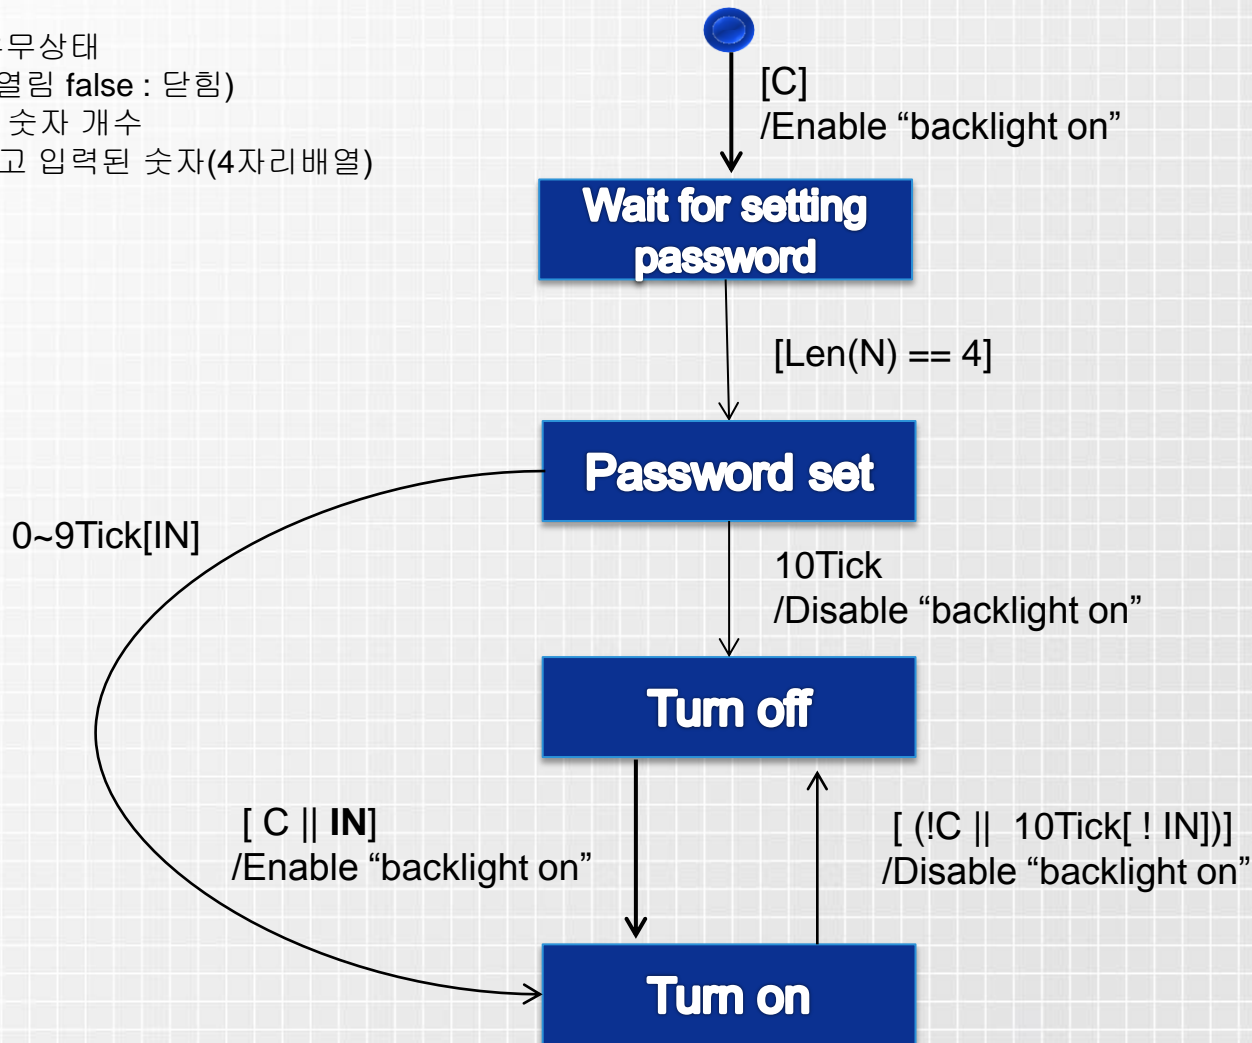 무상태
열림 false : 닫힘)
숫자 개수
고 입력된 숫자(4자리배열)
[C]
/Enable “backlight on”
Wait for setting
password
[Len(N) == 4]
Password set
0~9Tick[IN]
10Tick
/Disable “backlight on”
Turn off
[ C || IN]
/Enable “backlight on”
[ (!C || 10Tick[ ! IN])]
/Disable “backlight on”
Turn on